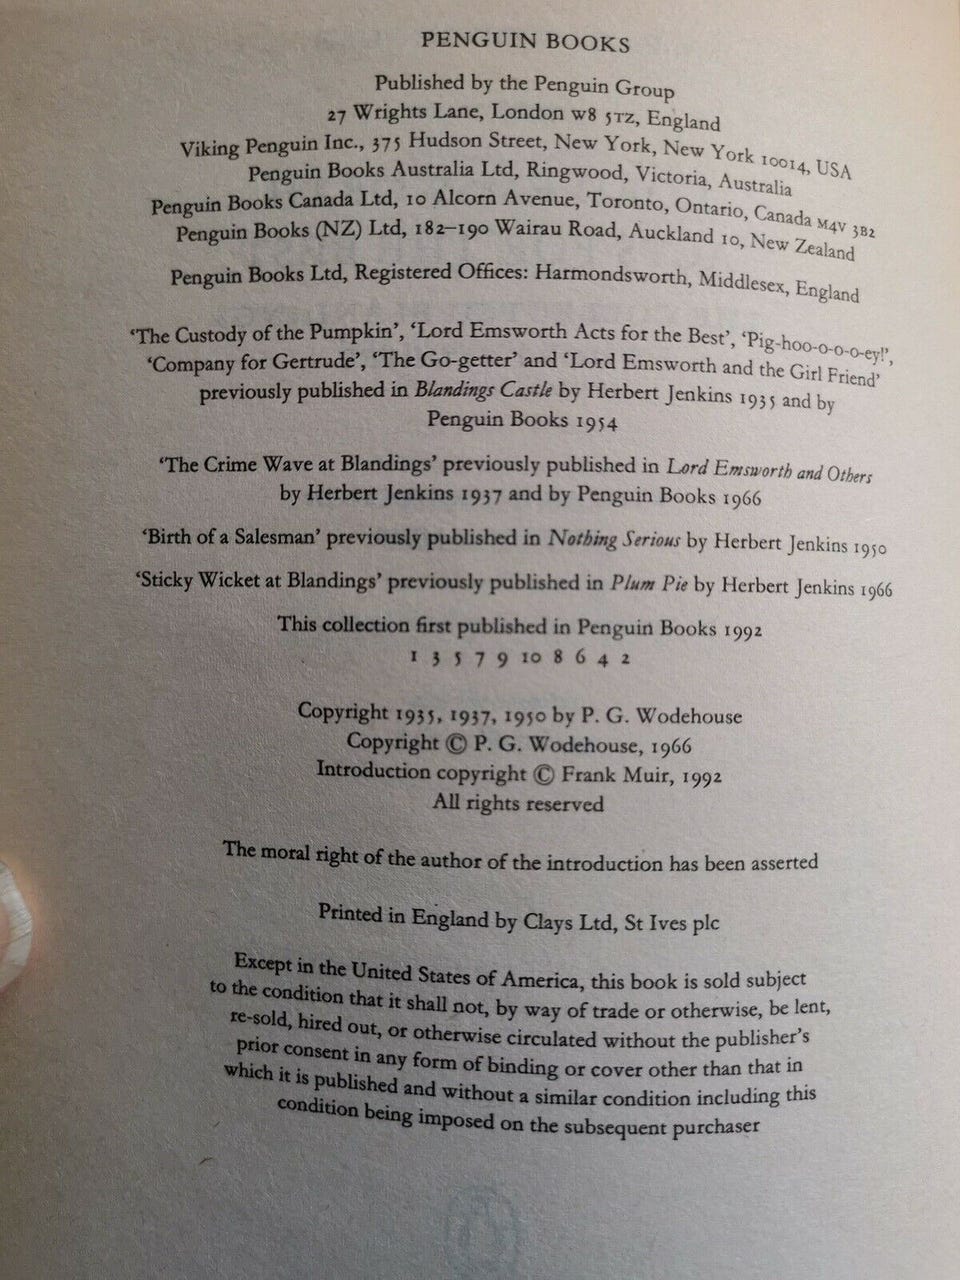 PENGUIN BOOKS
Published by the Penguin Group
27 Wrights Lane, London W8 5TZ, England
Viking Penguin Inc., 375 Hudson Street, New York, New York 10014, USA
Penguin Books Australia Ltd, Ringwood, Victoria, Australia
Penguin Books Canada Ltd, 10 Alcorn Avenue, Toronto, Ontario, Canada M4V 3B2
Penguin Books (NZ) Ltd, 182–190 Wairau Road, Auckland 10, New Zealand
Penguin Books Ltd, Registered Offices: Harmondsworth, Middlesex, England
‘The Custody of the Pumpkin’, ‘Lord Emsworth Acts for the Best’, ‘Pig-hoo-o-o-o-ey!’,
‘Company for Gertrude’, ‘The Go-getter’ and ‘Lord Emsworth and the Girl Friend’
previously published in Blandings Castle by Herbert Jenkins 1935 and by
Penguin Books 1954
‘The Crime Wave at Blandings’ previously published in Lord Emsworth and Others
by Herbert Jenkins 1937 and by Penguin Books 1966
‘Birth of a Salesman’ previously published in Nothing Serious by Herbert Jenkins 1950
‘Sticky Wicket at Blandings’ previously published in Plum Pie by Herbert Jenkins 1966
This collection first published in Penguin Books 1992
1 3 5 7 9 10 8 6 4 2
Copyright 1935, 1937, 1950 by P. G. Wodehouse
Copyright © P. G. Wodehouse, 1966
Introduction copyright © Frank Muir, 1992
All rights reserved
The moral right of the author of the introduction has been asserted
Printed in England by Clays Ltd, St Ives plc
Except in the United States of America, this book is sold subject
to the condition that it shall not, by way of trade or otherwise, be lent,
re-sold, hired out, or otherwise circulated without the publisher’s
prior consent in any form of binding or cover other than that in
which it is published and without a similar condition including this
condition being imposed on the subsequent purchaser